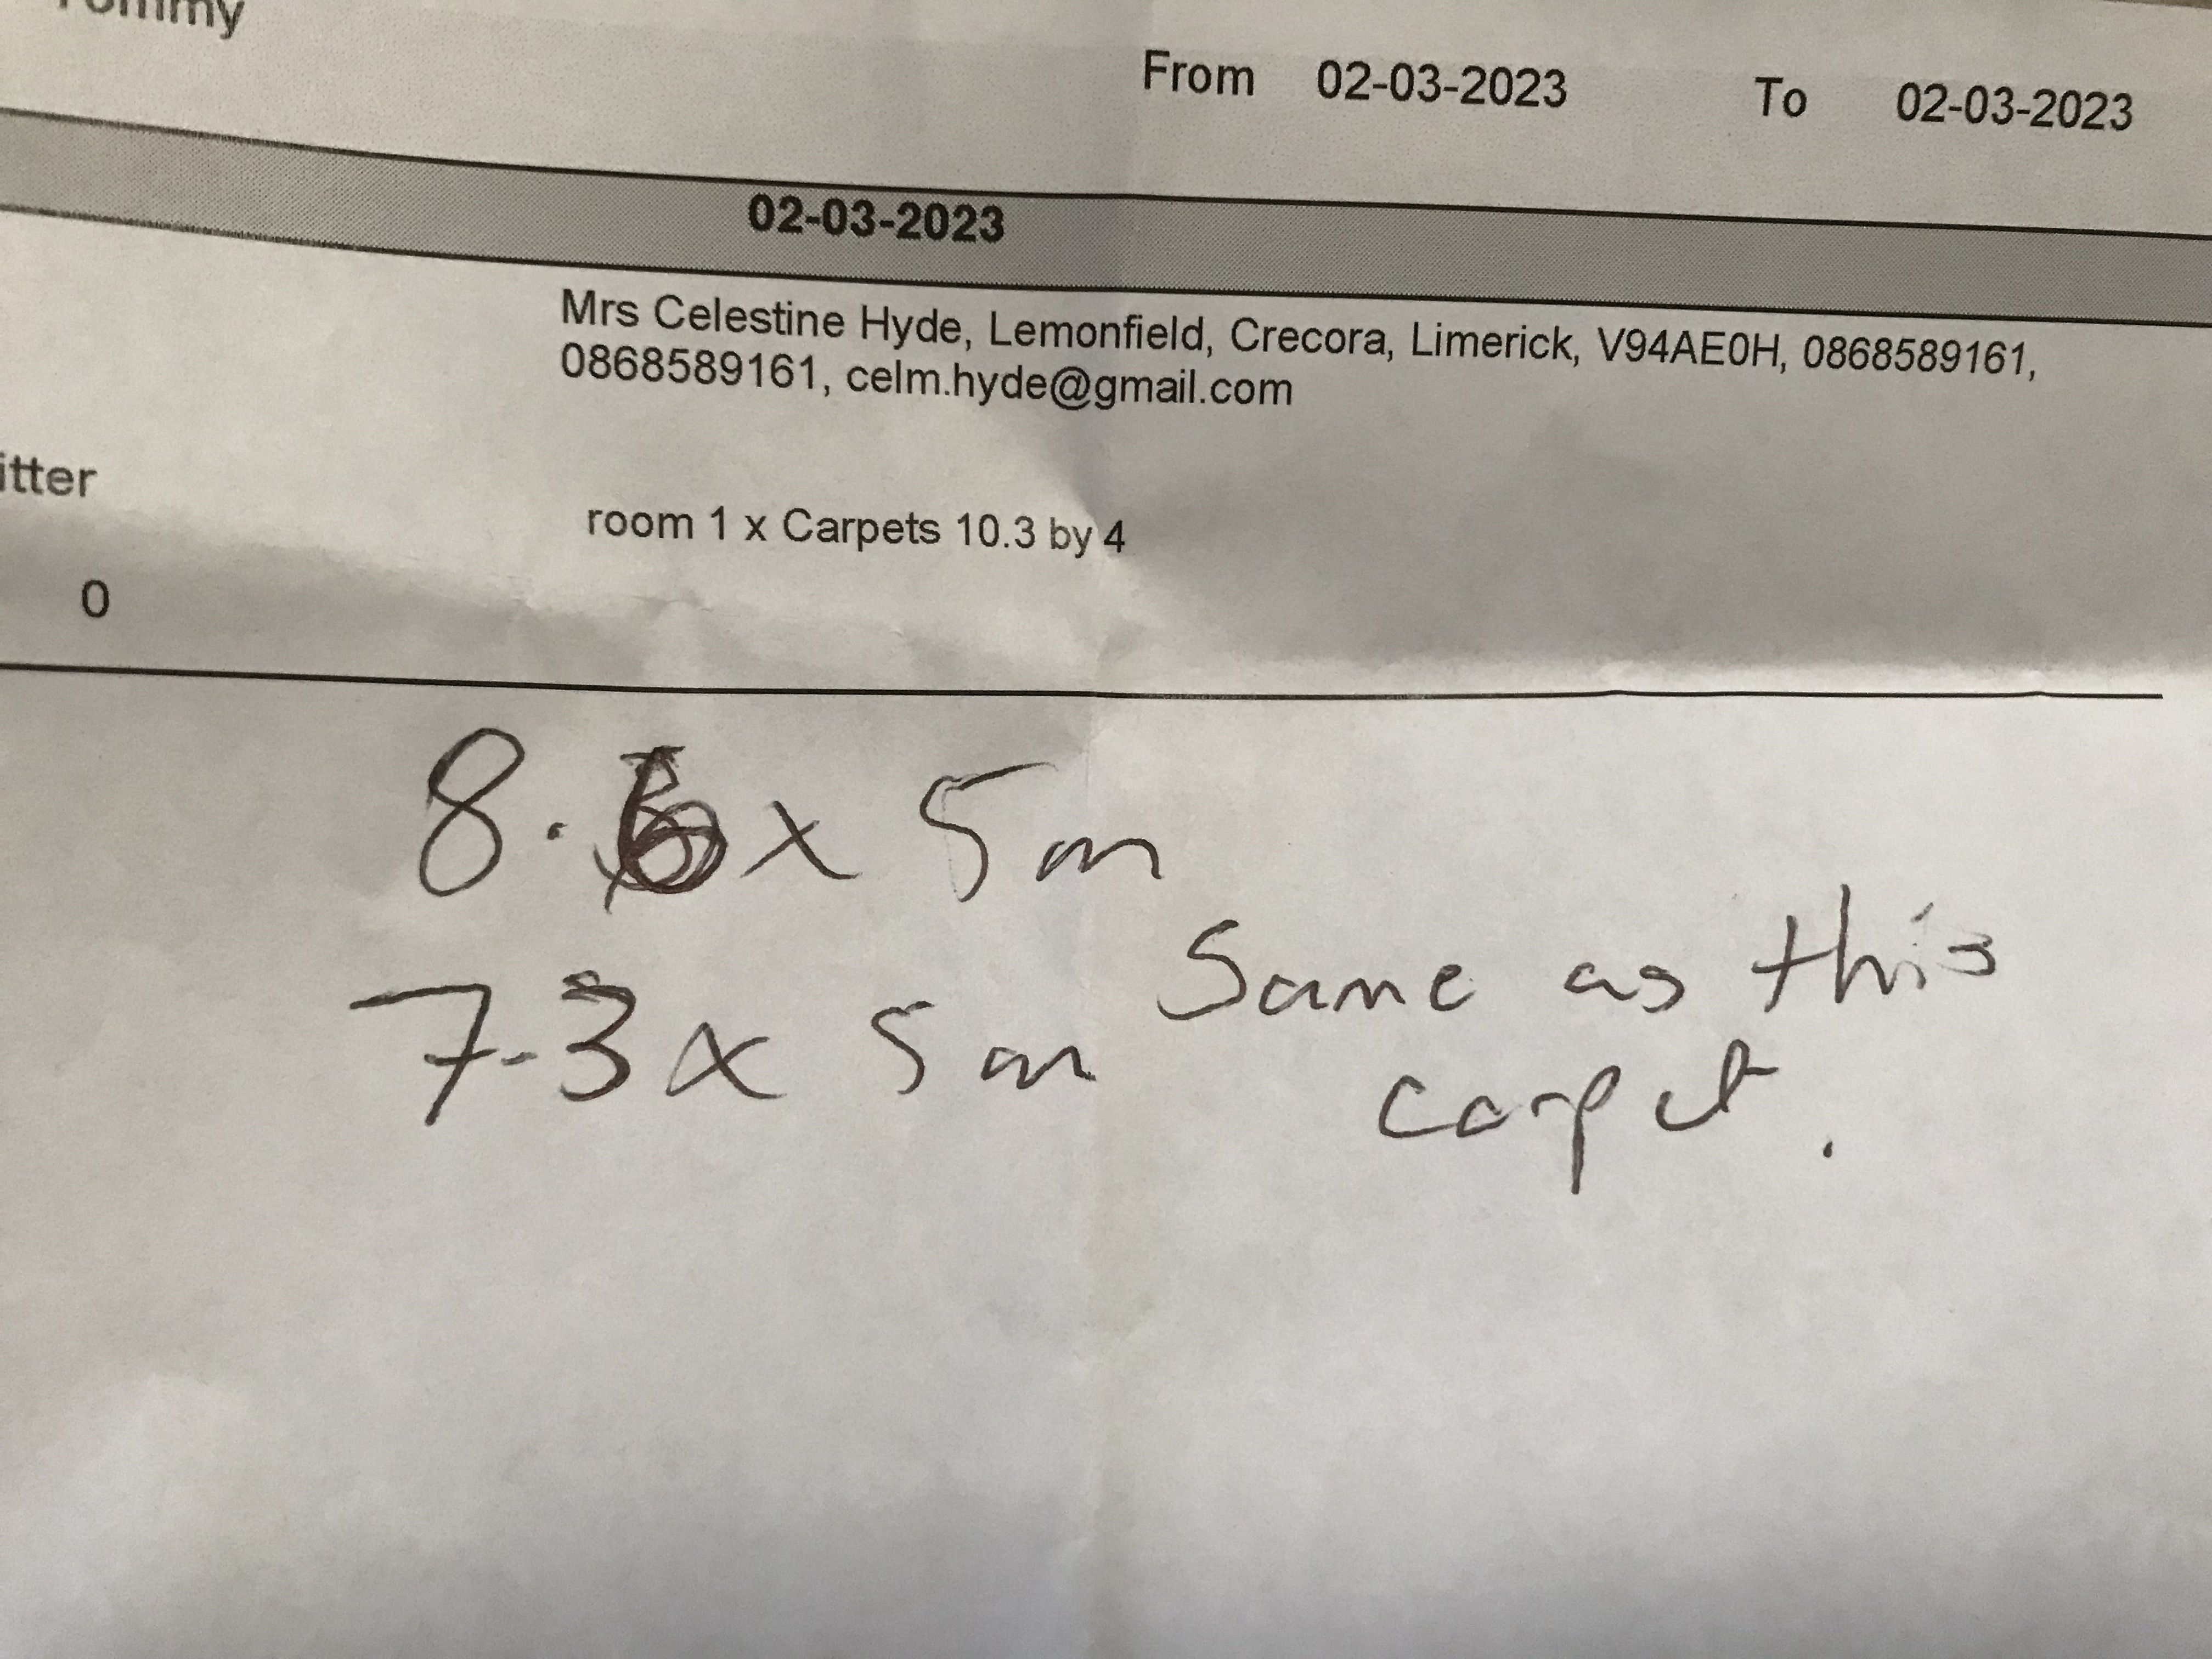 From 02-03-2023 To 02-03-2023
02-03-2023
Mrs Celestine Hyde, Lemonfield, Crecora, Limerick, V94AE0H, 0868589161,
0868589161, celm.hyde@gmail.com
itter
room 1 x Carpets 10.3 by 4
0
8.6 x 5m
7.3 x 5m
Same as this
carpet.